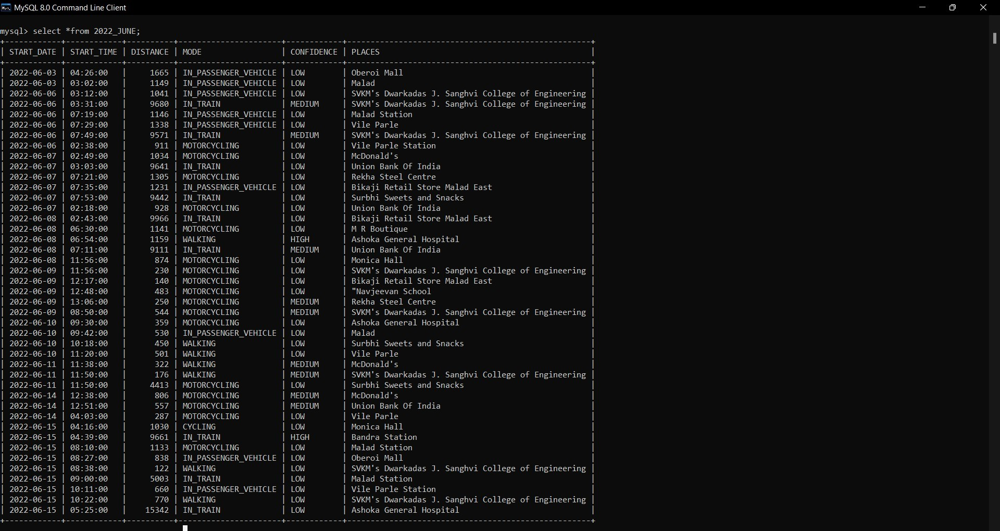 MySQL 8.0 Command Line Client
mysql> select *from 2022_JUNE;
+------------+------------+----------+----------------------+------------+----------------------------------------------------+
| START_DATE | START_TIME | DISTANCE | MODE                 | CONFIDENCE | PLACES                                             |
+------------+------------+----------+----------------------+------------+----------------------------------------------------+
| 2022-06-03 | 04:26:00   |     1665 | IN_PASSENGER_VEHICLE | LOW        | Oberoi Mall                                        |
| 2022-06-03 | 03:02:00   |     1149 | IN_PASSENGER_VEHICLE | LOW        | Malad                                              |
| 2022-06-06 | 03:12:00   |     1041 | IN_PASSENGER_VEHICLE | LOW        | SVKM's Dwarkadas J. Sanghvi College of Engineering |
| 2022-06-06 | 03:31:00   |     9680 | IN_TRAIN             | MEDIUM     | SVKM's Dwarkadas J. Sanghvi College of Engineering |
| 2022-06-06 | 07:19:00   |     1146 | IN_PASSENGER_VEHICLE | LOW        | Malad Station                                      |
| 2022-06-06 | 07:29:00   |     1338 | IN_PASSENGER_VEHICLE | LOW        | Vile Parle                                         |
| 2022-06-06 | 07:49:00   |     9571 | IN_TRAIN             | MEDIUM     | SVKM's Dwarkadas J. Sanghvi College of Engineering |
| 2022-06-06 | 02:38:00   |      911 | MOTORCYCLING         | LOW        | Vile Parle Station                                 |
| 2022-06-07 | 02:49:00   |     1034 | MOTORCYCLING         | LOW        | McDonald's                                         |
| 2022-06-07 | 03:03:00   |     9641 | IN_TRAIN             | LOW        | Union Bank Of India                                |
| 2022-06-07 | 07:21:00   |     1305 | MOTORCYCLING         | LOW        | Rekha Steel Centre                                 |
| 2022-06-07 | 07:35:00   |     1231 | IN_PASSENGER_VEHICLE | LOW        | Bikaji Retail Store Malad East                     |
| 2022-06-07 | 07:53:00   |     9442 | IN_TRAIN             | LOW        | Surbhi Sweets and Snacks                           |
| 2022-06-07 | 02:18:00   |      928 | MOTORCYCLING         | LOW        | Union Bank Of India                                |
| 2022-06-08 | 02:43:00   |     9966 | IN_TRAIN             | LOW        | Bikaji Retail Store Malad East                     |
| 2022-06-08 | 06:30:00   |     1141 | MOTORCYCLING         | LOW        | M R Boutique                                       |
| 2022-06-08 | 06:54:00   |     1159 | WALKING              | HIGH       | Ashoka General Hospital                            |
| 2022-06-08 | 07:11:00   |     9111 | IN_TRAIN             | MEDIUM     | Union Bank Of India                                |
| 2022-06-08 | 11:56:00   |      874 | MOTORCYCLING         | LOW        | Monica Hall                                        |
| 2022-06-09 | 11:56:00   |      230 | MOTORCYCLING         | LOW        | SVKM's Dwarkadas J. Sanghvi College of Engineering |
| 2022-06-09 | 12:17:00   |      140 | MOTORCYCLING         | LOW        | Bikaji Retail Store Malad East                     |
| 2022-06-09 | 12:48:00   |      483 | MOTORCYCLING         | LOW        | "Navjeevan School                                  |
| 2022-06-09 | 13:06:00   |      250 | MOTORCYCLING         | MEDIUM     | Rekha Steel Centre                                 |
| 2022-06-09 | 08:50:00   |      544 | MOTORCYCLING         | MEDIUM     | SVKM's Dwarkadas J. Sanghvi College of Engineering |
| 2022-06-10 | 09:30:00   |      359 | MOTORCYCLING         | LOW        | Ashoka General Hospital                            |
| 2022-06-10 | 09:42:00   |      530 | IN_PASSENGER_VEHICLE | LOW        | Malad                                              |
| 2022-06-10 | 10:18:00   |      450 | WALKING              | LOW        | Surbhi Sweets and Snacks                           |
| 2022-06-10 | 11:20:00   |      501 | WALKING              | LOW        | Vile Parle                                         |
| 2022-06-11 | 11:38:00   |      322 | WALKING              | MEDIUM     | McDonald's                                         |
| 2022-06-11 | 11:50:00   |      176 | WALKING              | MEDIUM     | SVKM's Dwarkadas J. Sanghvi College of Engineering |
| 2022-06-11 | 11:50:00   |     4413 | MOTORCYCLING         | LOW        | Surbhi Sweets and Snacks                           |
| 2022-06-14 | 12:38:00   |      806 | MOTORCYCLING         | MEDIUM     | McDonald's                                         |
| 2022-06-14 | 12:51:00   |      557 | MOTORCYCLING         | MEDIUM     | Union Bank Of India                                |
| 2022-06-14 | 04:03:00   |      287 | MOTORCYCLING         | LOW        | Vile Parle                                         |
| 2022-06-15 | 04:16:00   |     1030 | CYCLING              | LOW        | Monica Hall                                        |
| 2022-06-15 | 04:39:00   |     9661 | IN_TRAIN             | HIGH       | Bandra Station                                     |
| 2022-06-15 | 08:10:00   |     1133 | MOTORCYCLING         | LOW        | Malad Station                                      |
| 2022-06-15 | 08:27:00   |      838 | IN_PASSENGER_VEHICLE | LOW        | Oberoi Mall                                        |
| 2022-06-15 | 08:38:00   |      122 | WALKING              | LOW        | SVKM's Dwarkadas J. Sanghvi College of Engineering |
| 2022-06-15 | 09:00:00   |     5003 | IN_TRAIN             | LOW        | Malad Station                                      |
| 2022-06-15 | 10:11:00   |      660 | IN_PASSENGER_VEHICLE | LOW        | Vile Parle Station                                 |
| 2022-06-15 | 10:22:00   |      770 | WALKING              | LOW        | SVKM's Dwarkadas J. Sanghvi College of Engineering |
| 2022-06-15 | 05:25:00   |    15342 | IN_TRAIN             | LOW        | Ashoka General Hospital                            |
+------------+------------+----------+----------------------+------------+----------------------------------------------------+